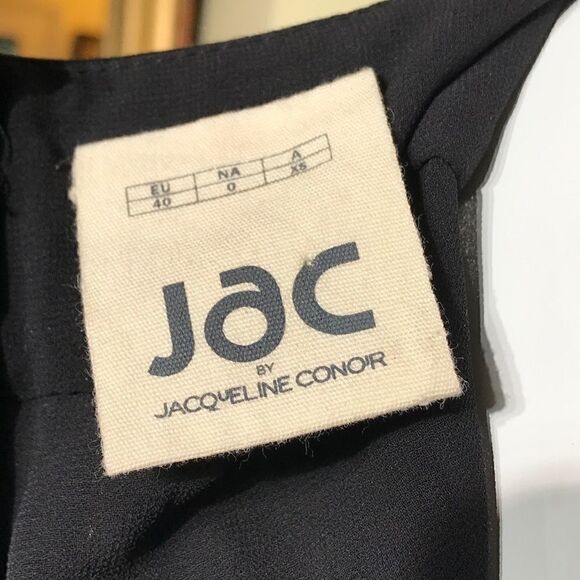 EU NA A
40 0 XS
JaC
BY
JACQUELINE CONOIR